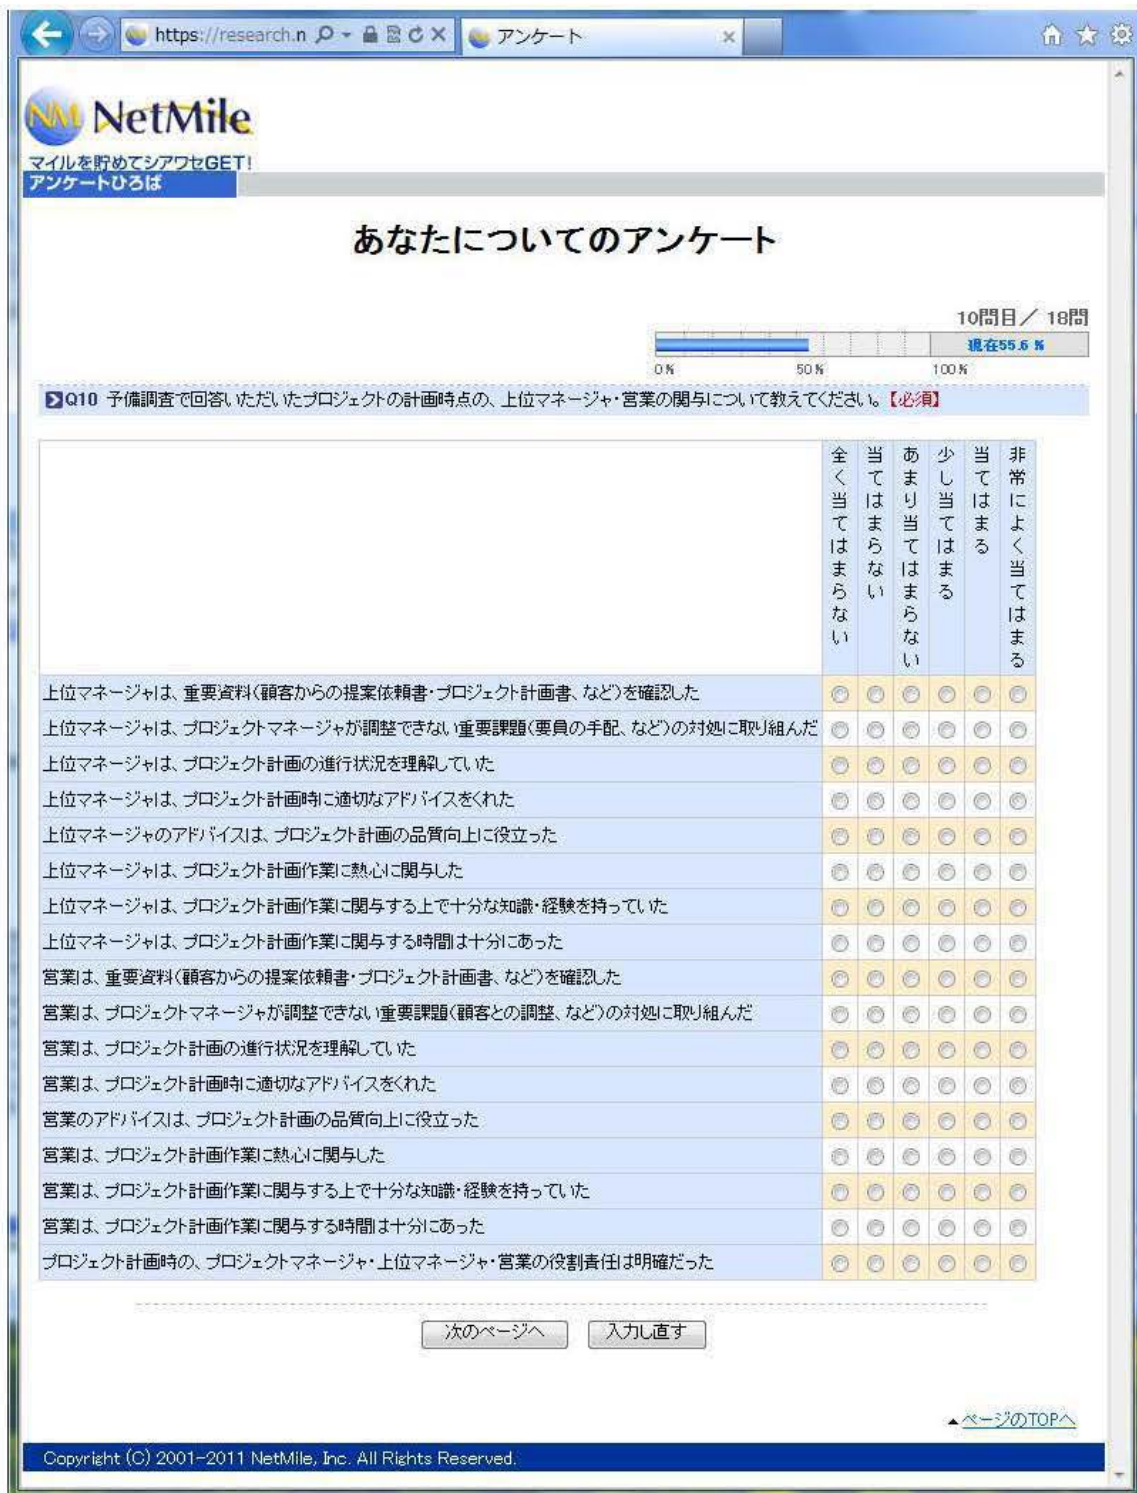 https://research.n
アンケート
NM NetMile
マイルを貯めてシアワセGET!
アンケートひろば
あなたについてのアンケート
10問目／ 18問
現在55.6 %
0% 50% 100%
Q10 予備調査で回答いただいたプロジェクトの計画時点の、上位マネージャ・営業の関与について教えてください。【必須】
全く当てはまらない
当てはまらない
あまり当てはまらない
少し当てはまる
当てはまる
非常によく当てはまる
上位マネージャは、重要資料(顧客からの提案依頼書・プロジェクト計画書、など)を確認した
上位マネージャは、プロジェクトマネージャが調整できない重要課題(要員の手配、など)の対処に取り組んだ
上位マネージャは、プロジェクト計画の進行状況を理解していた
上位マネージャは、プロジェクト計画時に適切なアドバイスをくれた
上位マネージャのアドバイスは、プロジェクト計画の品質向上に役立った
上位マネージャは、プロジェクト計画作業に熱心に関与した
上位マネージャは、プロジェクト計画作業に関与する上で十分な知識・経験を持っていた
上位マネージャは、プロジェクト計画作業に関与する時間は十分にあった
営業は、重要資料(顧客からの提案依頼書・プロジェクト計画書、など)を確認した
営業は、プロジェクトマネージャが調整できない重要課題(顧客との調整、など)の対処に取り組んだ
営業は、プロジェクト計画の進行状況を理解していた
営業は、プロジェクト計画時に適切なアドバイスをくれた
営業のアドバイスは、プロジェクト計画の品質向上に役立った
営業は、プロジェクト計画作業に熱心に関与した
営業は、プロジェクト計画作業に関与する上で十分な知識・経験を持っていた
営業は、プロジェクト計画作業に関与する時間は十分にあった
プロジェクト計画時の、プロジェクトマネージャ・上位マネージャ・営業の役割責任は明確だった
次のページへ 入力し直す
▲ページのTOPへ
Copyright (C) 2001-2011 NetMile, Inc. All Rights Reserved.